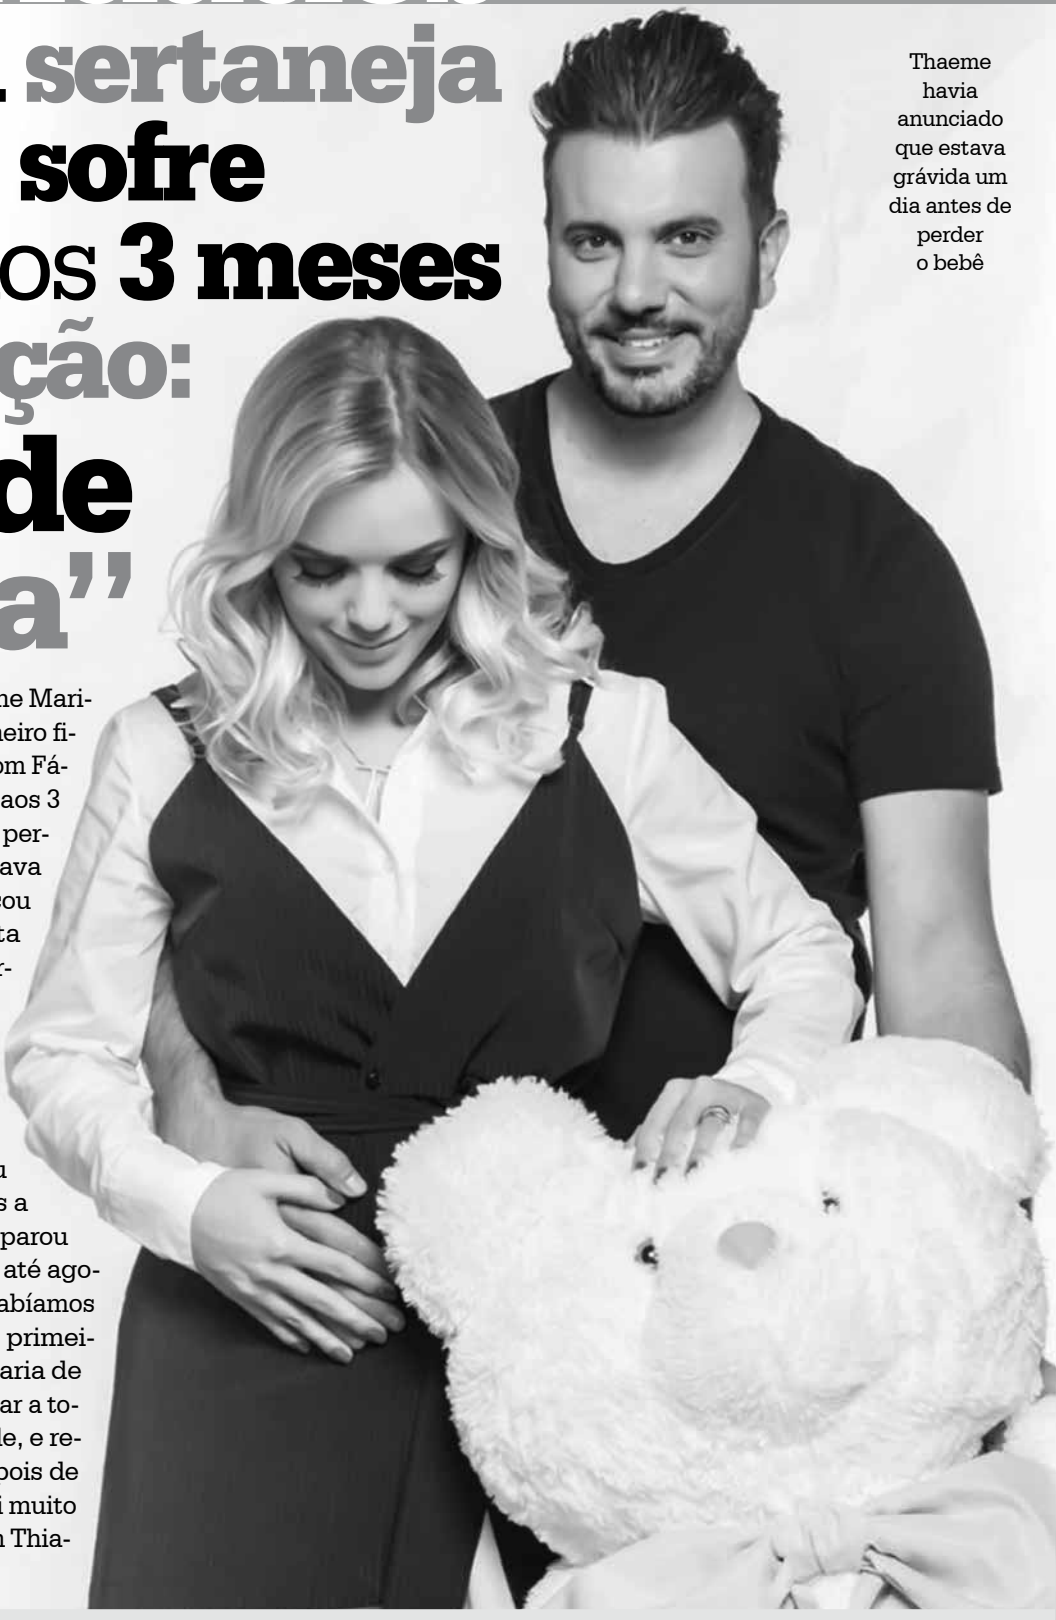 sertaneja
sofre
os 3 meses
ção:
de
a”
ne Mari-
eiro fi-
om Fá-
aos 3
per-
ava
ou
ta
r-
u
s a
parou
até ago-
abíamos
primei-
aria de
ar a to-
e, e re-
pois de
i muito
n Thia-
Thaeme
havia
anunciado
que estava
grávida um
dia antes de
perder
o bebê